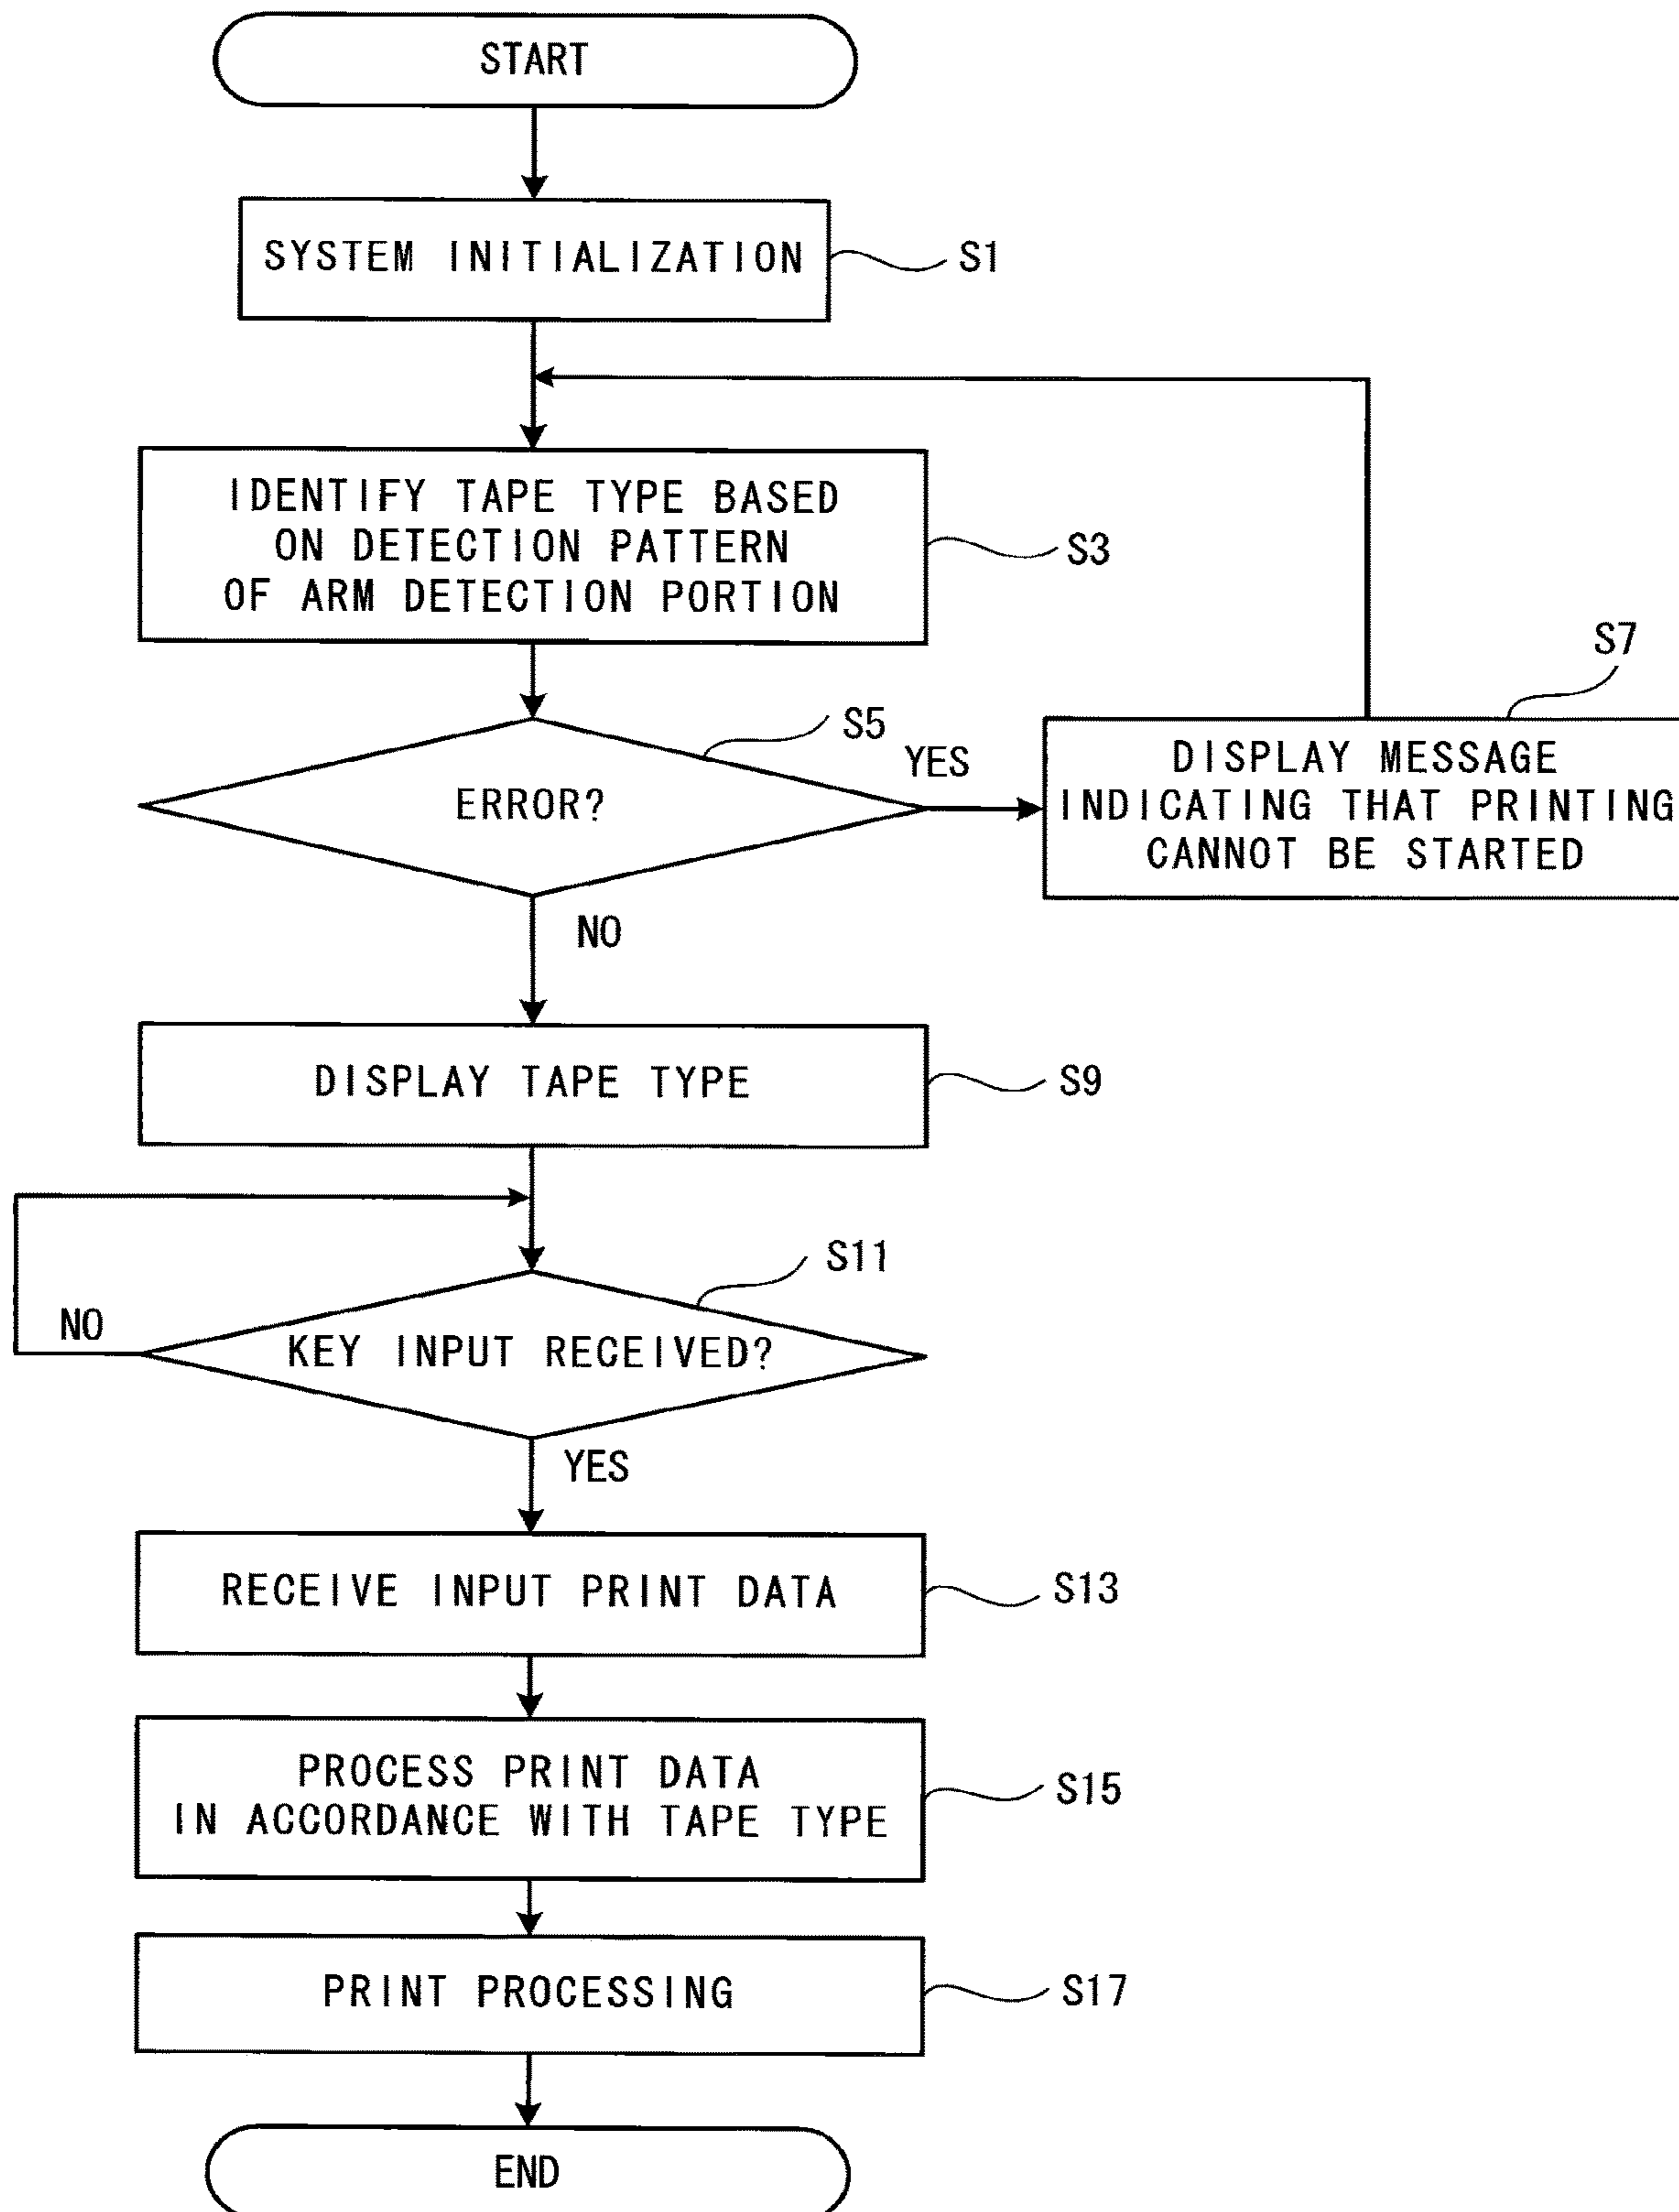 START
SYSTEM INITIALIZATION
S1
IDENTIFY TAPE TYPE BASED
ON DETECTION PATTERN
OF ARM DETECTION PORTION
S3
S7
S5
ERROR?
YES
DISPLAY MESSAGE
INDICATING THAT PRINTING
CANNOT BE STARTED
NO
DISPLAY TAPE TYPE
S9
S11
NO
KEY INPUT RECEIVED?
YES
RECEIVE INPUT PRINT DATA
S13
PROCESS PRINT DATA
IN ACCORDANCE WITH TAPE TYPE
S15
PRINT PROCESSING
S17
END